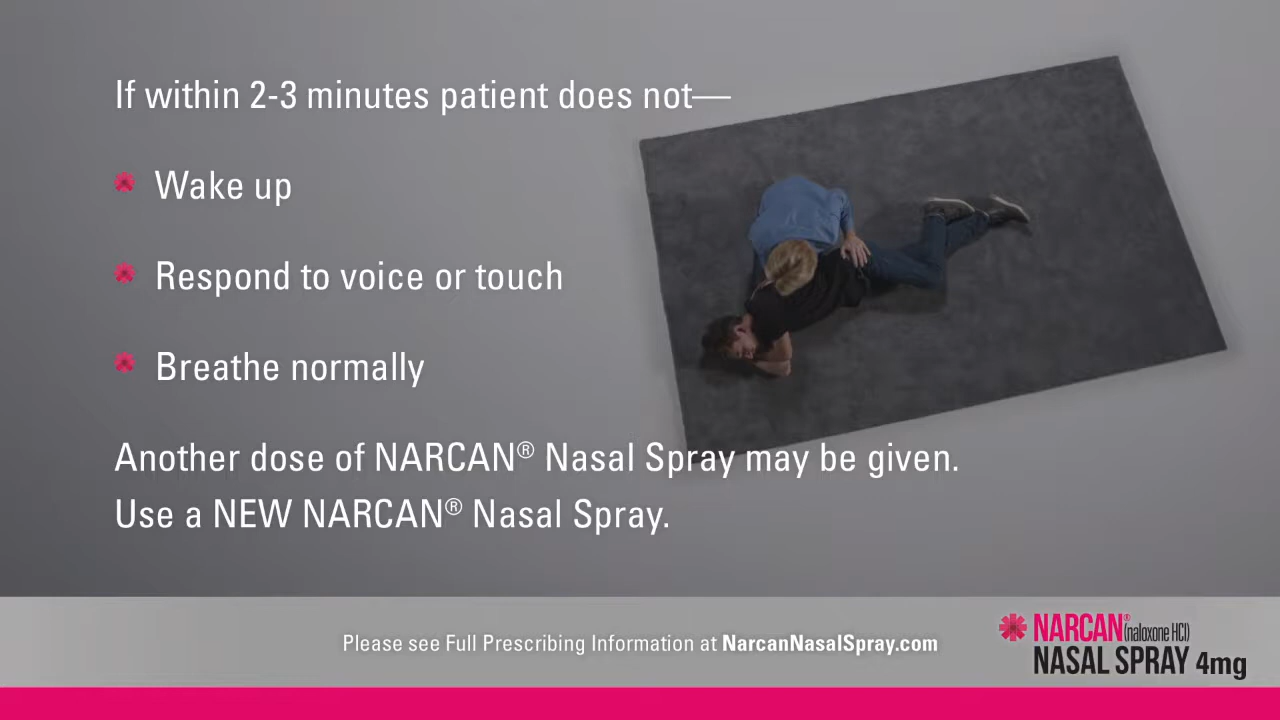 If within 2-3 minutes patient does not—
Wake up
Respond to voice or touch
Breathe normally
Another dose of NARCAN® Nasal Spray may be given.
Use a NEW NARCAN® Nasal Spray.
Please see Full Prescribing Information at NarcanNasalSpray.com
NARCAN® (naloxone HCl)
NASAL SPRAY 4mg